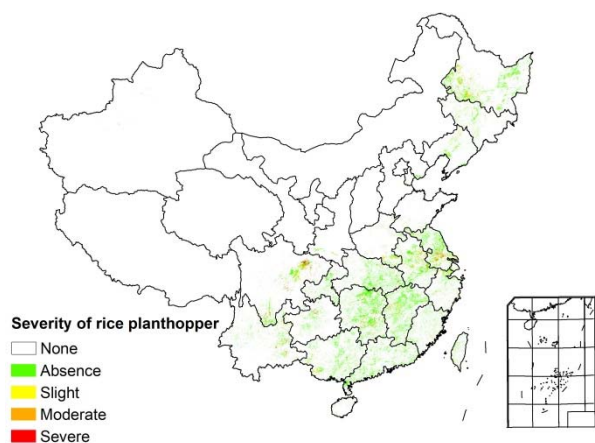 Severity of rice planthopper
None
Absence
Slight
Moderate
Severe